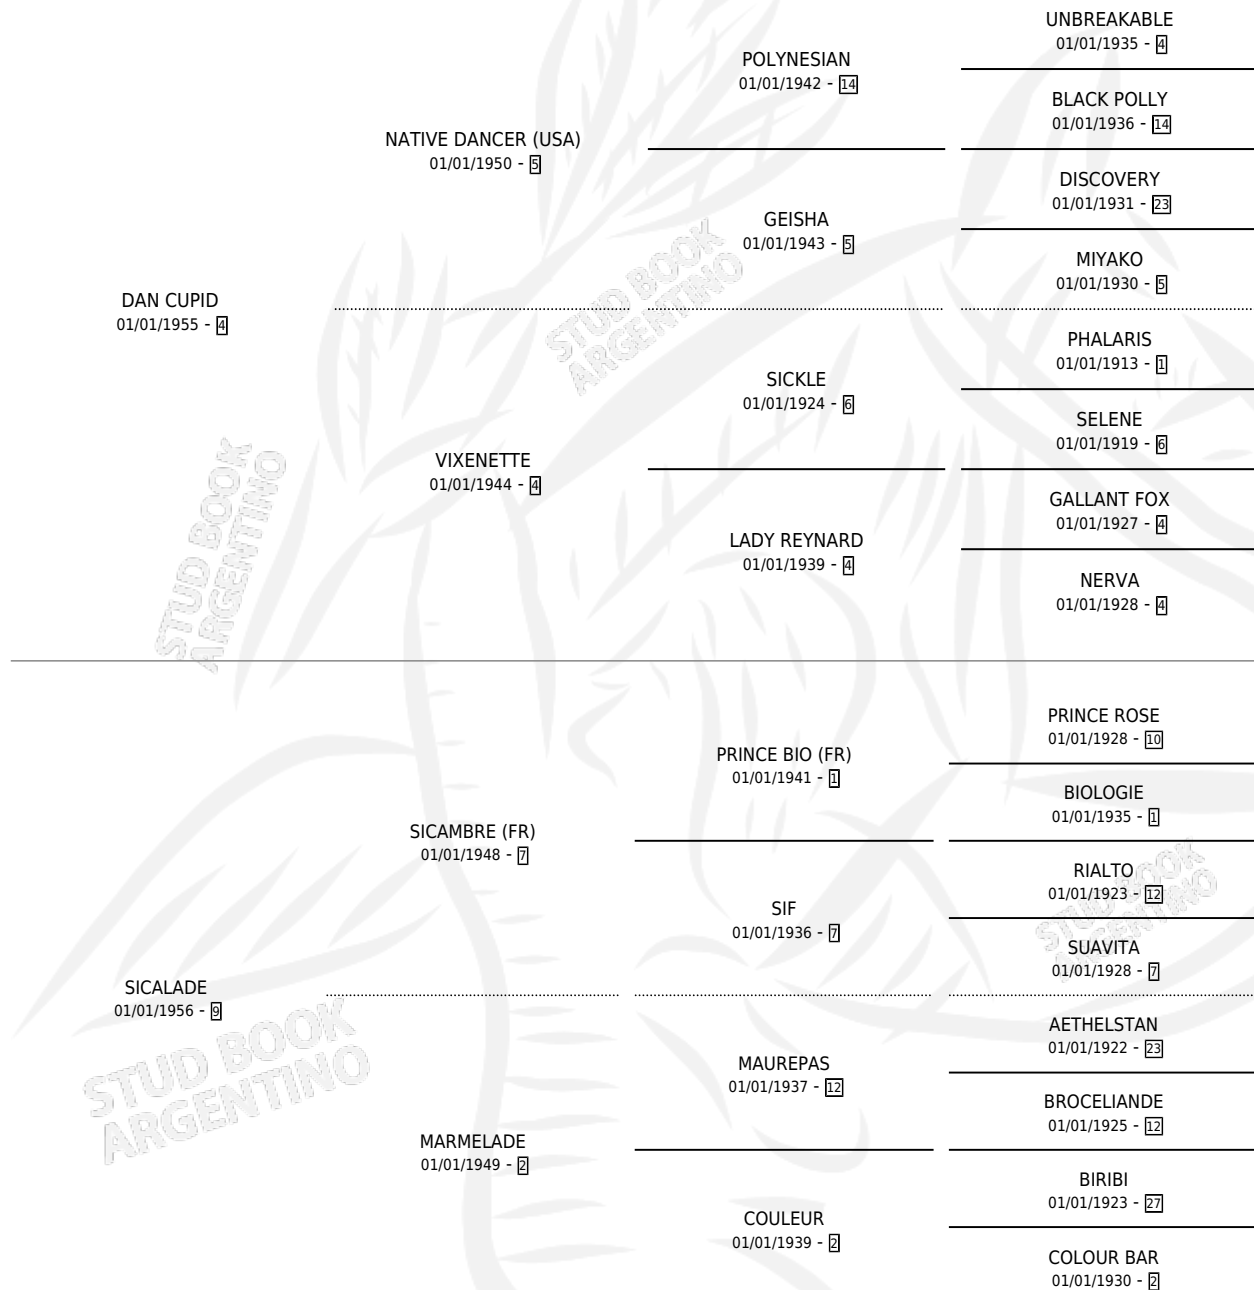 UNBREAKABLE
01/01/1935 - 4
POLYNESIAN
01/01/1942 - 14
BLACK POLLY
01/01/1936 - 14
NATIVE DANCER (USA)
01/01/1950 - 5
DISCOVERY
01/01/1931 - 23
GEISHA
01/01/1943 - 5
MIYAKO
01/01/1930 - 5
DAN CUPID
01/01/1955 - 4
PHALARIS
01/01/1913 - 1
SICKLE
01/01/1924 - 6
SELENE
01/01/1919 - 6
VIXENETTE
01/01/1944 - 4
GALLANT FOX
01/01/1927 - 4
LADY REYNARD
01/01/1939 - 4
NERVA
01/01/1928 - 4
PRINCE ROSE
01/01/1928 - 10
PRINCE BIO (FR)
01/01/1941 - 1
BIOLOGIE
01/01/1935 - 1
SICAMBRE (FR)
01/01/1948 - 7
RIALTO
01/01/1923 - 12
SIF
01/01/1936 - 7
SUAVITA
01/01/1928 - 7
SICALADE
01/01/1956 - 9
AETHELSTAN
01/01/1922 - 23
MAUREPAS
01/01/1937 - 12
BROCELIANDE
01/01/1925 - 12
MARMELADE
01/01/1949 - 2
BIRIBI
01/01/1923 - 27
COULEUR
01/01/1939 - 2
COLOUR BAR
01/01/1930 - 2
STUD BOOK
ARGENTINO
STUD BOOK
ARGENTINO
STUD BOOK
ARGENTINO
STUD BOOK
ARGENTINO